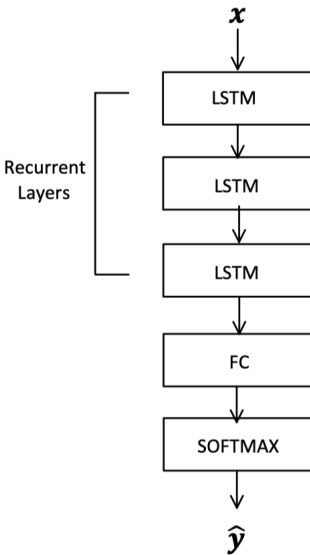 x
LSTM
Recurrent
Layers
LSTM
LSTM
FC
SOFTMAX
ŷ